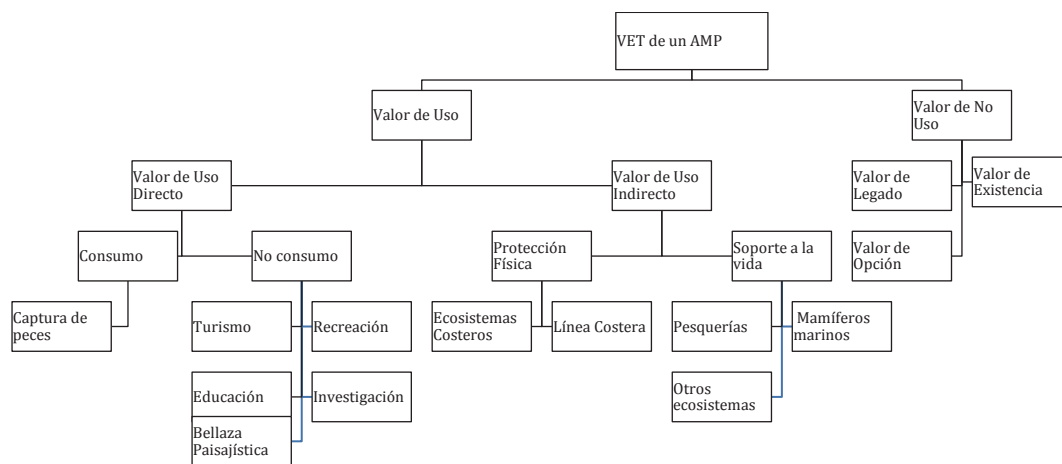 VET de un AMP
Valor de Uso
Valor de No
Uso
Valor de Uso
Directo
Valor de Uso
Indirecto
Valor de
Legado
Valor de
Existencia
Consumo
No consumo
Protección
Física
Soporte a la
vida
Valor de
Opción
Captura de
peces
Turismo
Recreación
Ecosistemas
Costeros
Línea Costera
Pesquerías
Mamíferos
marinos
Educación
Investigación
Otros
ecosistemas
Bellaza
Paisajística